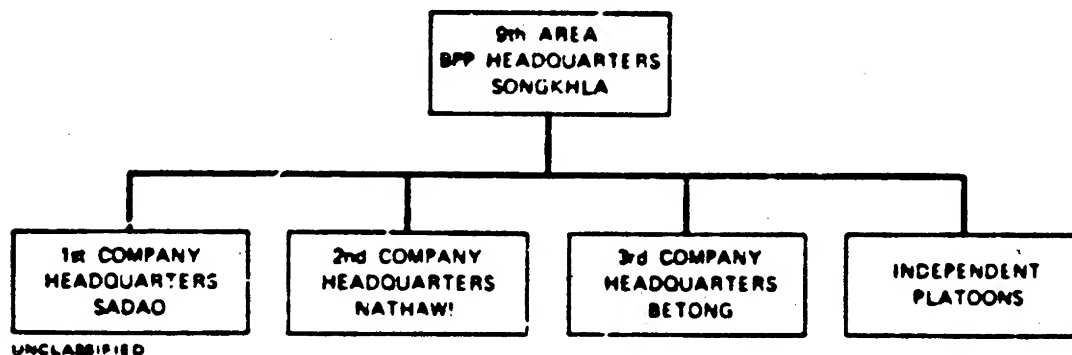 9th AREA
BPP HEADQUARTERS
SONGKHLA
1st COMPANY
HEADQUARTERS
SADAO
2nd COMPANY
HEADQUARTERS
NATHAWI
3rd COMPANY
HEADQUARTERS
BETONG
INDEPENDENT
PLATOONS
UNCLASSIFIED